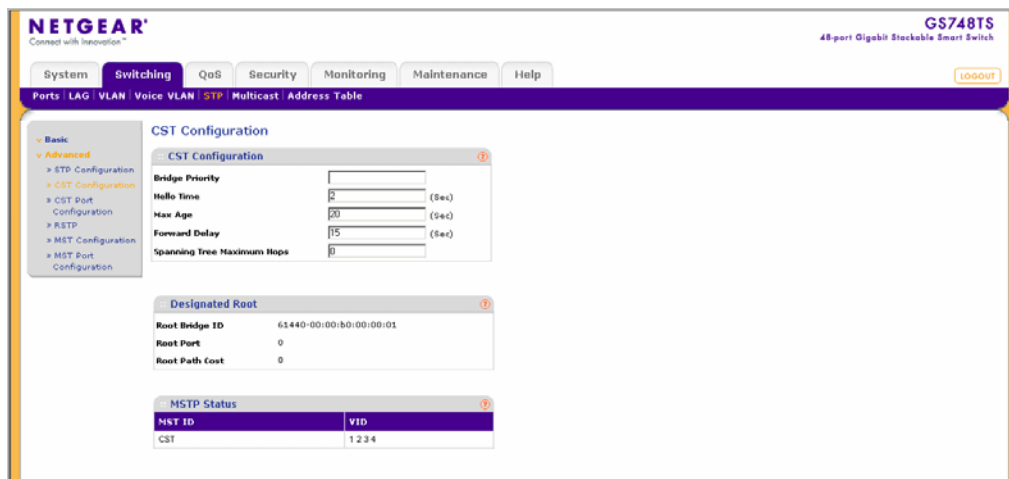 NETGEAR®
Connect with Innovation™
GS748TS
48-port Gigabit Stackable Smart Switch
System Switching QoS Security Monitoring Maintenance Help
LOGOUT
Ports LAG VLAN Voice VLAN STP Multicast Address Table
Basic
Advanced
» STP Configuration
» CST Configuration
» CST Port
Configuration
» RSTP
» MST Configuration
» MST Port
Configuration
CST Configuration
CST Configuration ?
Bridge Priority
Hello Time 2 (Sec)
Max Age 20 (Sec)
Forward Delay 15 (Sec)
Spanning Tree Maximum Hops 0
Designated Root ?
Root Bridge ID 61440-00:00:b0:00:00:01
Root Port 0
Root Path Cost 0
MSTP Status ?
MST ID VID
CST 1 2 3 4